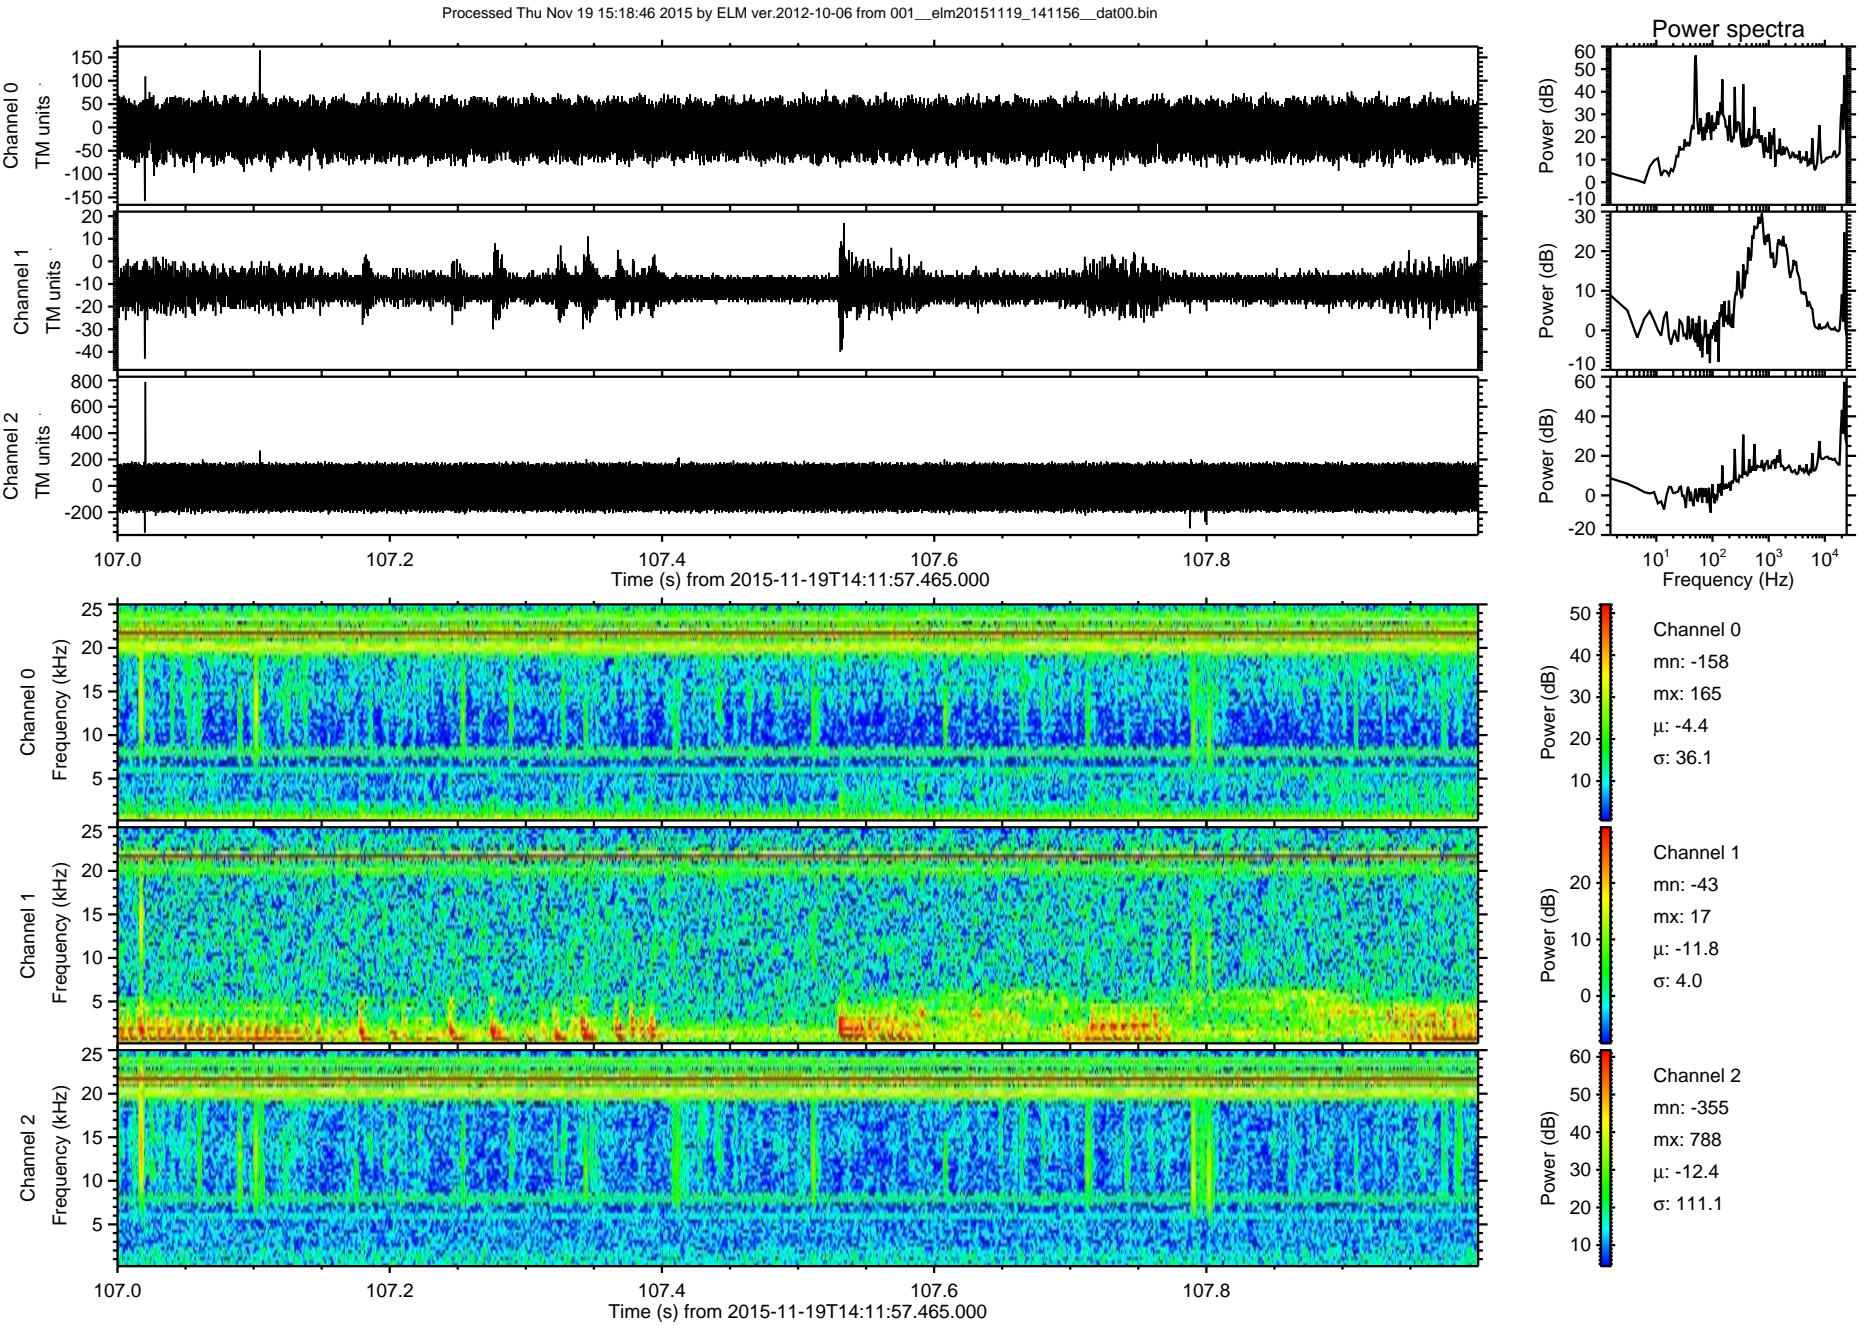 Processed Thu Nov 19 15:18:46 2015 by ELM ver.2012-10-06 from 001__elm20151119_141156__dat00.bin
Power spectra
Channel 0
TM units
150
100
50
0
-50
-100
-150
Power (dB)
60
50
40
30
20
10
0
-10
Channel 1
TM units
20
10
0
-10
-20
-30
-40
Power (dB)
30
20
10
0
-10
Channel 2
TM units
800
600
400
200
0
-200
Power (dB)
60
40
20
0
-20
107.0 107.2 107.4 107.6 107.8
Time (s) from 2015-11-19T14:11:57.465.000
10¹ 10² 10³ 10⁴
Frequency (Hz)
Channel 0
Frequency (kHz)
25
20
15
10
5
Power (dB)
50
40
30
20
10
Channel 0
mn: -158
mx: 165
μ: -4.4
σ: 36.1
Channel 1
Frequency (kHz)
25
20
15
10
5
Power (dB)
20
10
0
Channel 1
mn: -43
mx: 17
μ: -11.8
σ: 4.0
Channel 2
Frequency (kHz)
25
20
15
10
5
Power (dB)
60
50
40
30
20
10
Channel 2
mn: -355
mx: 788
μ: -12.4
σ: 111.1
107.0 107.2 107.4 107.6 107.8
Time (s) from 2015-11-19T14:11:57.465.000